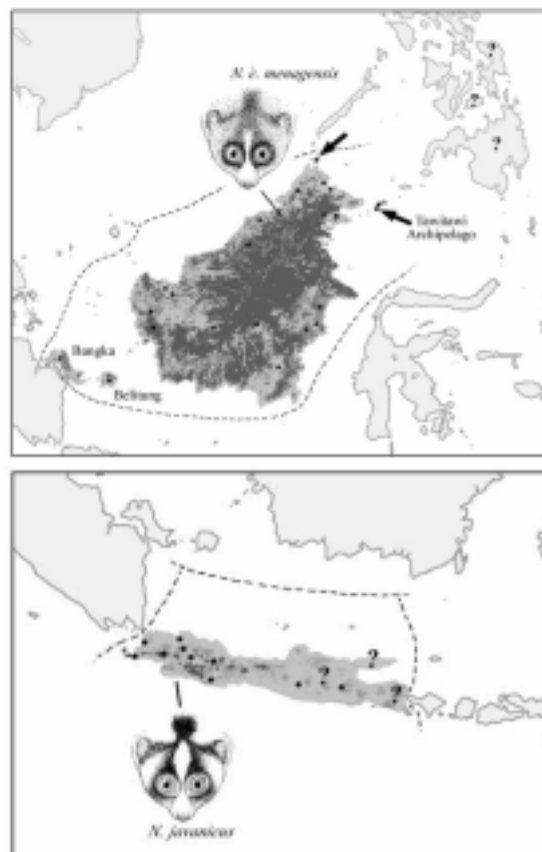 N. c. menagensis
?
?
?
Tawitawi
Archipelago
Bangka
Belitung
?
?
?
N. javanicus